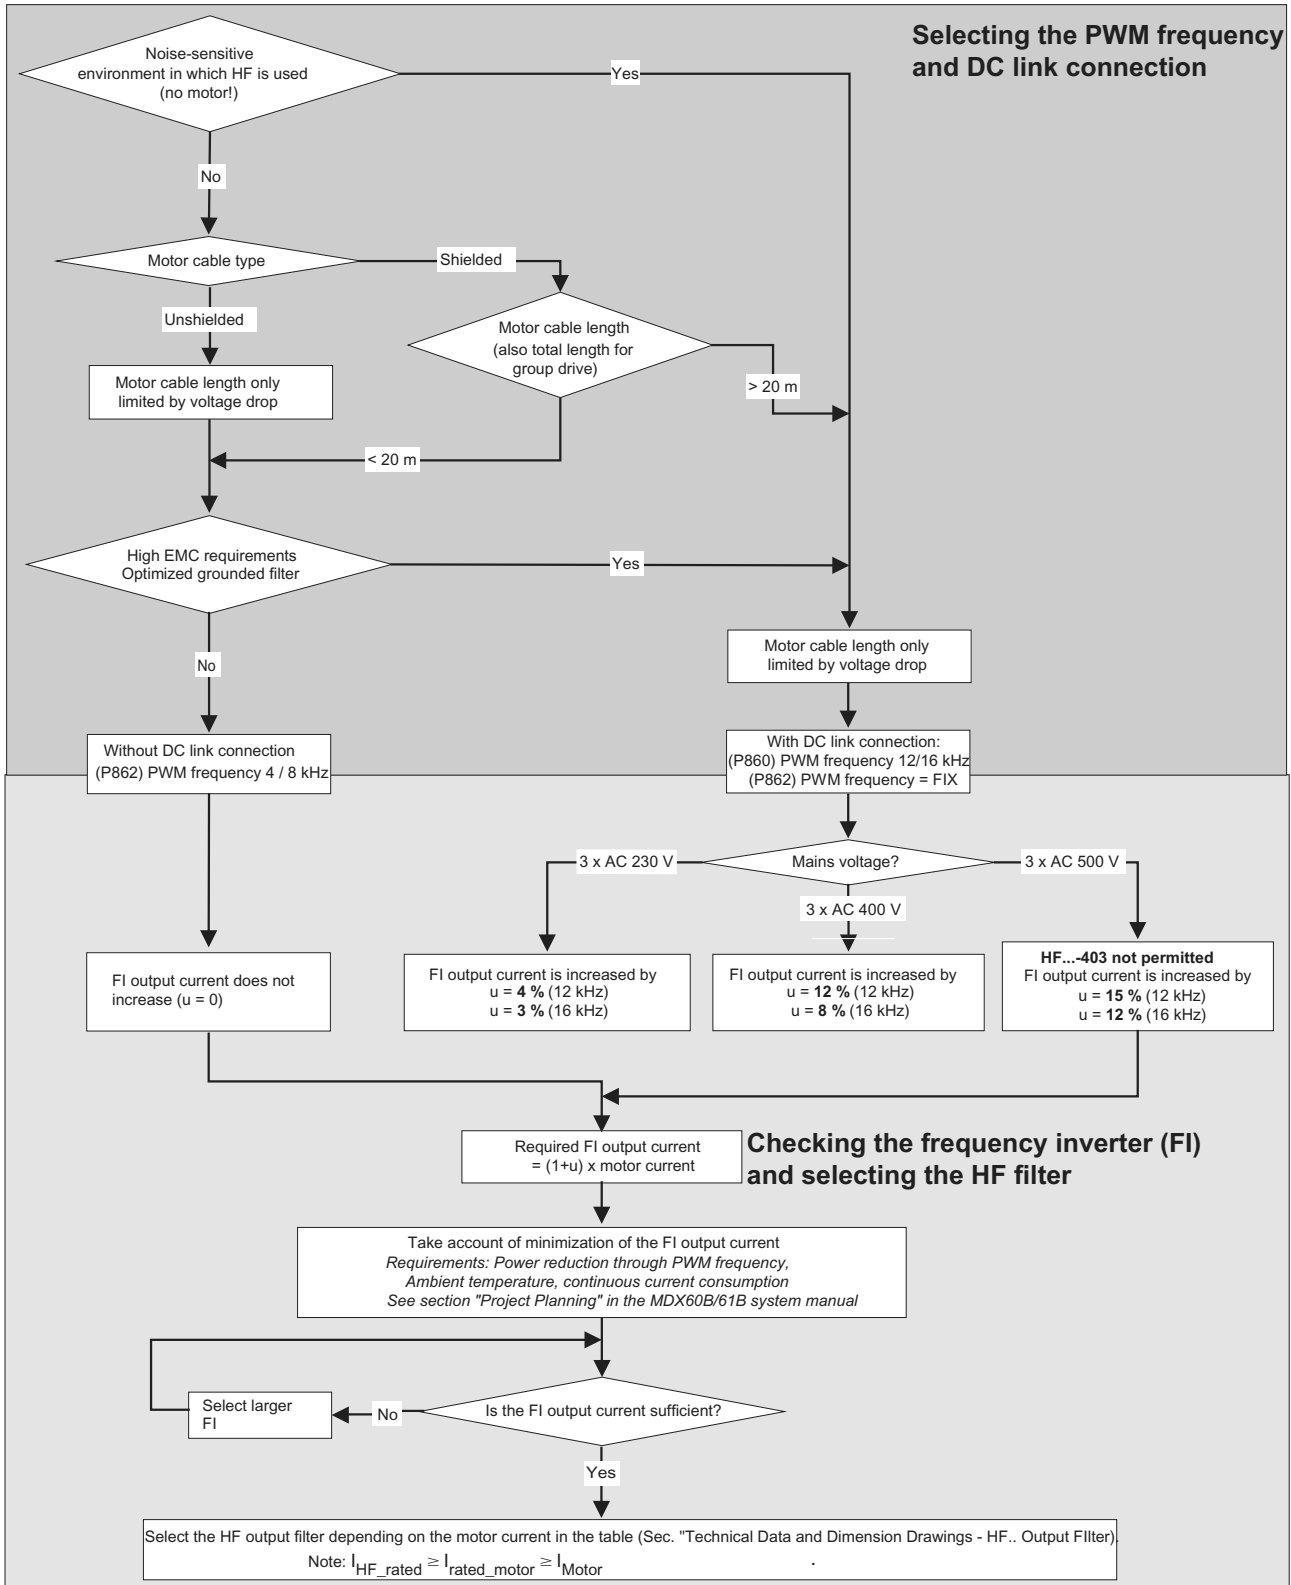 Selecting the PWM frequency
and DC link connection
Noise-sensitive
environment in which HF is used
(no motor!)
Yes
No
Motor cable type
Shielded
Unshielded
Motor cable length
(also total length for
group drive)
> 20 m
Motor cable length only
limited by voltage drop
< 20 m
High EMC requirements
Optimized grounded filter
Yes
No
Motor cable length only
limited by voltage drop
Without DC link connection
(P862) PWM frequency 4 / 8 kHz
With DC link connection:
(P860) PWM frequency 12/16 kHz
(P862) PWM frequency = FIX
Mains voltage?
3 x AC 230 V
3 x AC 400 V
3 x AC 500 V
FI output current does not
increase (u = 0)
FI output current is increased by
u = 4 % (12 kHz)
u = 3 % (16 kHz)
FI output current is increased by
u = 12 % (12 kHz)
u = 8 % (16 kHz)
HF...-403 not permitted
FI output current is increased by
u = 15 % (12 kHz)
u = 12 % (16 kHz)
Required FI output current
= (1+u) x motor current
Checking the frequency inverter (FI)
and selecting the HF filter
Take account of minimization of the FI output current
Requirements: Power reduction through PWM frequency,
Ambient temperature, continuous current consumption
See section "Project Planning" in the MDX60B/61B system manual
Select larger
FI
No
Is the FI output current sufficient?
Yes
Select the HF output filter depending on the motor current in the table (Sec. "Technical Data and Dimension Drawings - HF.. Output FIlter).
Note: I_HF_rated ≥ I_rated_motor ≥ I_Motor .